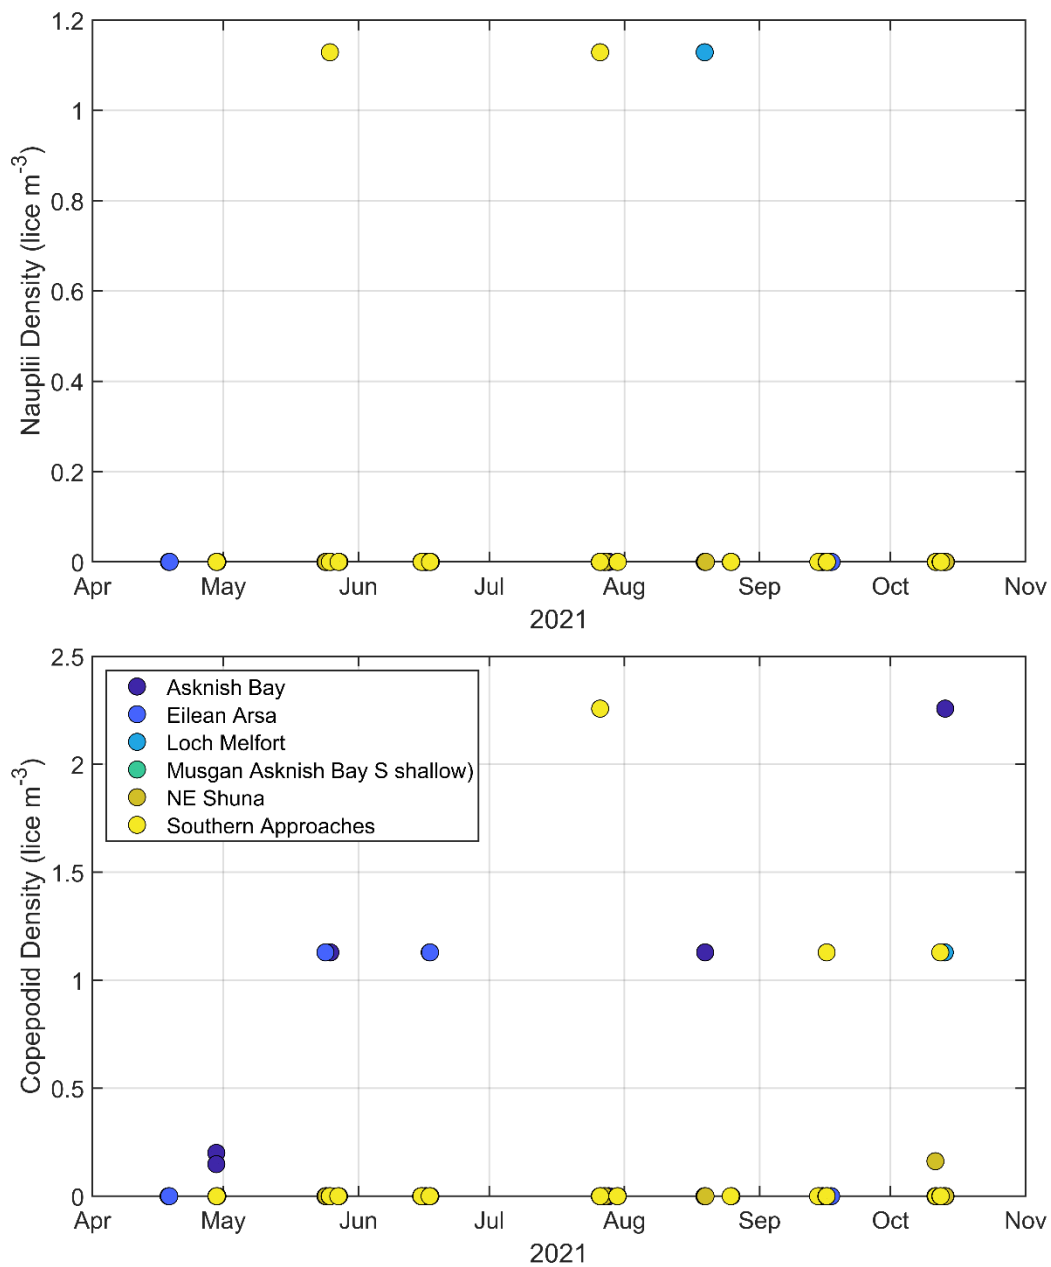 1.2
1
0.8
0.6
0.4
0.2
0
Nauplii Density (lice m-3)
Apr May Jun Jul Aug Sep Oct Nov
2021
2.5
2
1.5
1
0.5
0
Copepodid Density (lice m-3)
Asknish Bay
Eilean Arsa
Loch Melfort
Musgan Asknish Bay S shallow)
NE Shuna
Southern Approaches
Apr May Jun Jul Aug Sep Oct Nov
2021